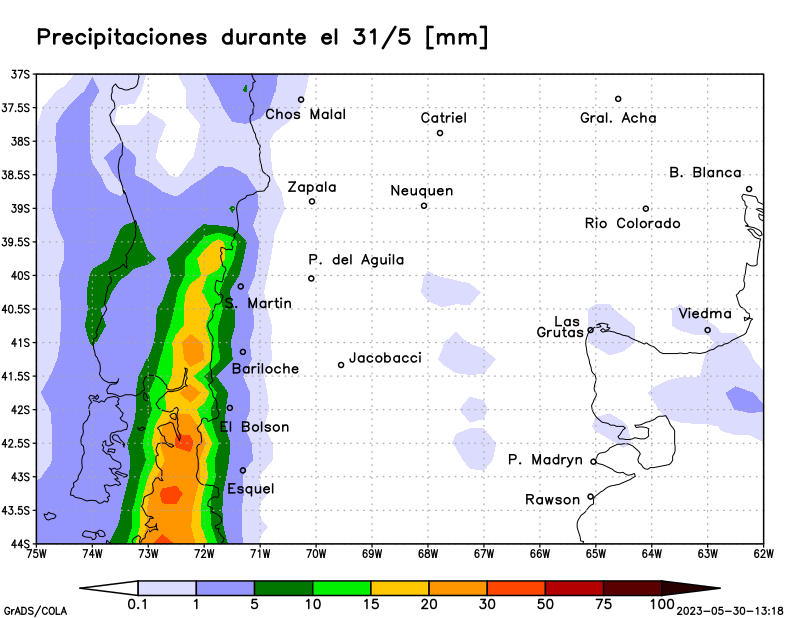 Precipitaciones durante el 31/5 [mm]
37S
37.5S
Chos Malal
Catriel
Gral. Acha
38S
38.5S
B. Blanca
Zapala
Neuquen
39S
Rio Colorado
39.5S
P. del Aguila
40S
S. Martin
40.5S
Viedma
Las
Grutas
41S
Jacobacci
Bariloche
41.5S
42S
El Bolson
42.5S
P. Madryn
43S
Esquel
Rawson
43.5S
44S
75W 74W 73W 72W 71W 70W 69W 68W 67W 66W 65W 64W 63W 62W
0.1 1 5 10 15 20 30 50 75 100
GrADS/COLA
2023-05-30-13:18